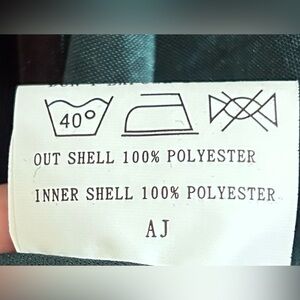 40°
OUT SHELL 100% POLYESTER
INNER SHELL 100% POLYESTER
AJ